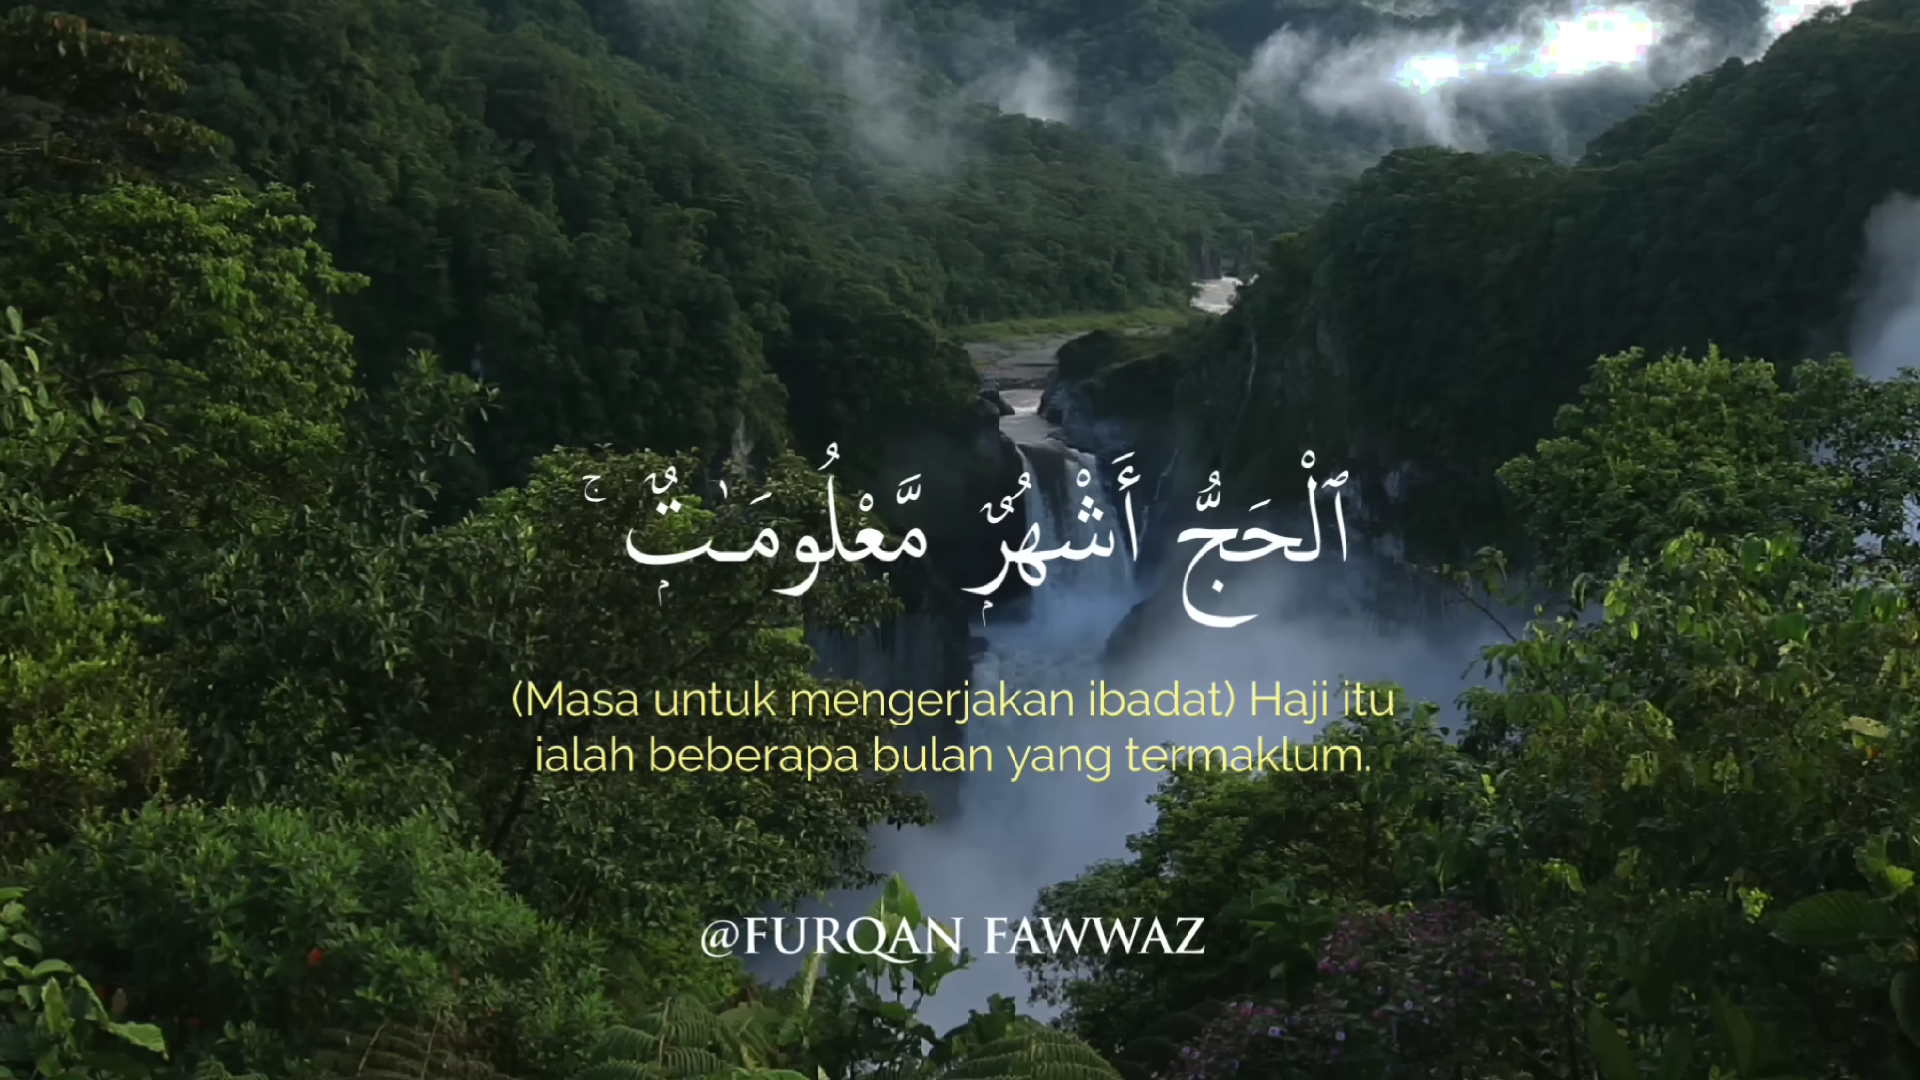 ٱلْحَجُّ أَشْهُرٌۭ مَّعْلُومَـٰتٌۭ ۚ
(Masa untuk mengerjakan ibadat) Haji itu
ialah beberapa bulan yang termaklum.
@FURQAN FAWWAZ